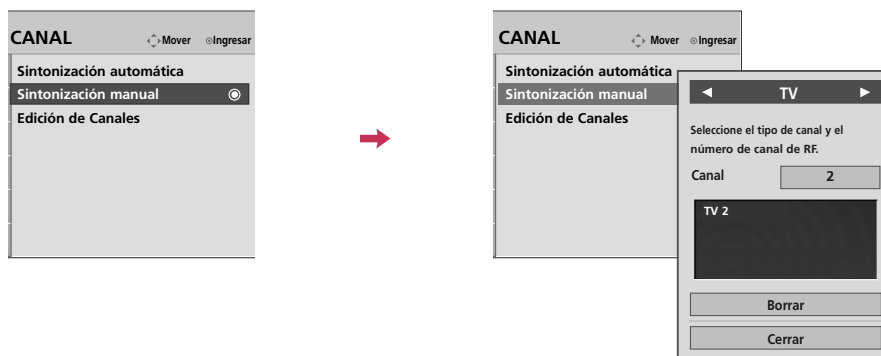 CANAL Mover Ingresar
Sintonización automática
Sintonización manual
Edición de Canales
CANAL Mover Ingresar
Sintonización automática
Sintonización manual
Edición de Canales
TV
Seleccione el tipo de canal y el
número de canal de RF.
Canal 2
TV 2
Borrar
Cerrar